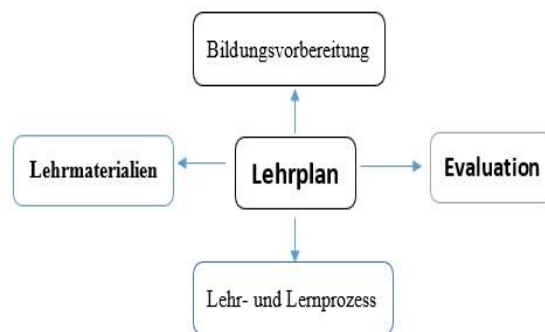 Bildungsvorbereitung
Lehrmaterialien
Lehrplan
Evaluation
Lehr- und Lernprozess